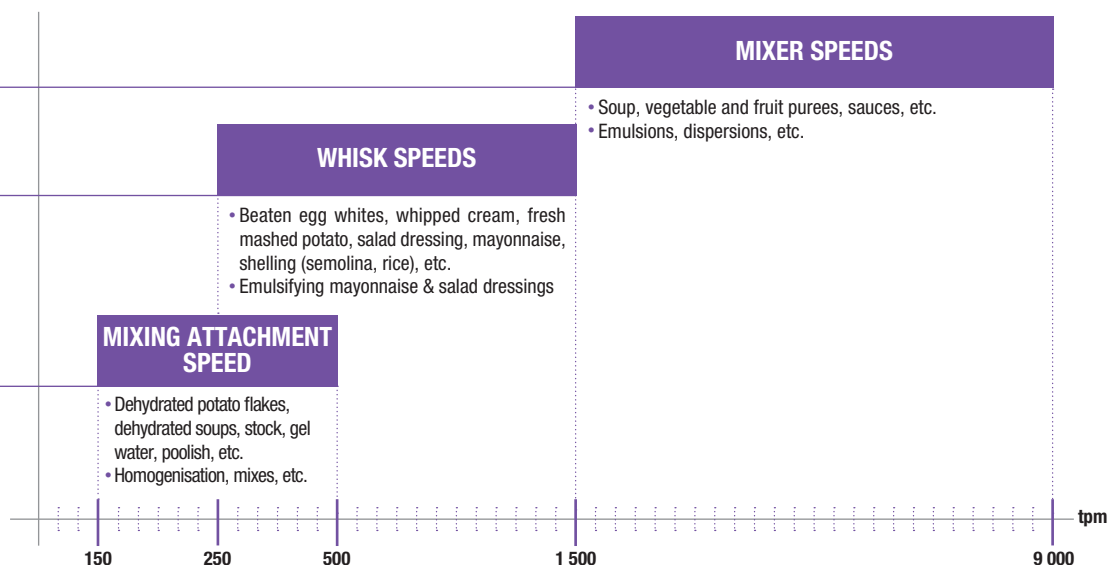 MIXER SPEEDS
• Soup, vegetable and fruit purees, sauces, etc.
• Emulsions, dispersions, etc.
WHISK SPEEDS
• Beaten egg whites, whipped cream, fresh
mashed potato, salad dressing, mayonnaise,
shelling (semolina, rice), etc.
• Emulsifying mayonnaise & salad dressings
MIXING ATTACHMENT
SPEED
• Dehydrated potato flakes,
dehydrated soups, stock, gel
water, poolish, etc.
• Homogenisation, mixes, etc.
tpm
150 250 500 1 500 9 000